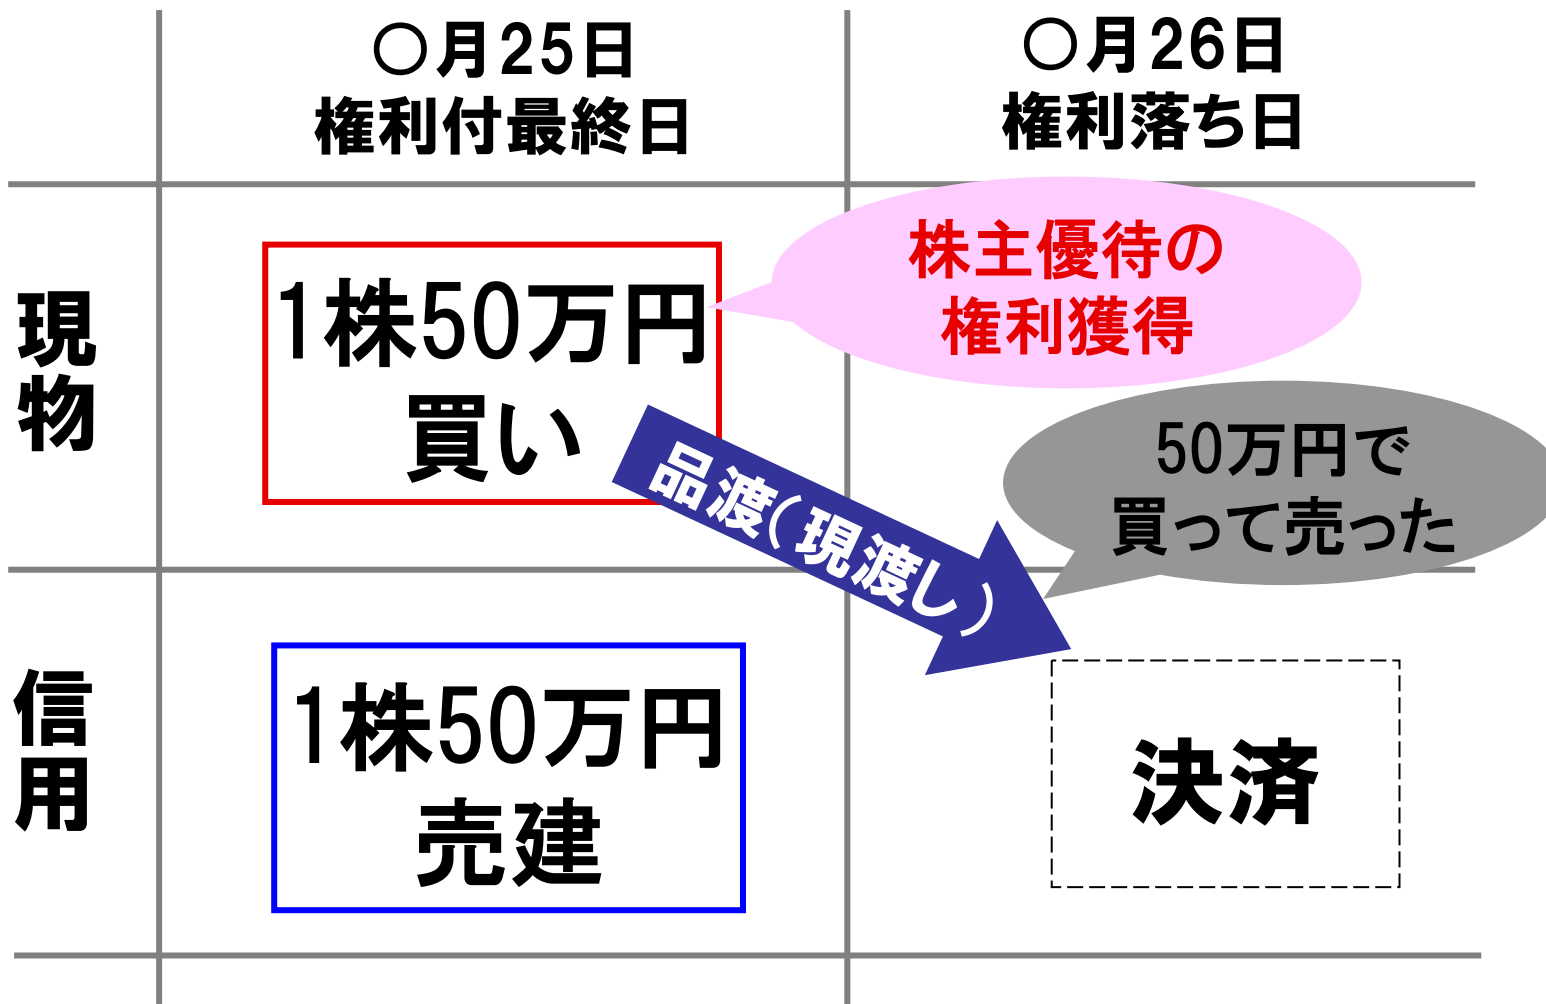 〇月25日
権利付最終日
〇月26日
権利落ち日
現物
1株50万円
買い
株主優待の
権利獲得
品渡(現渡し)
50万円で
買って売った
信用
1株50万円
売建
決済